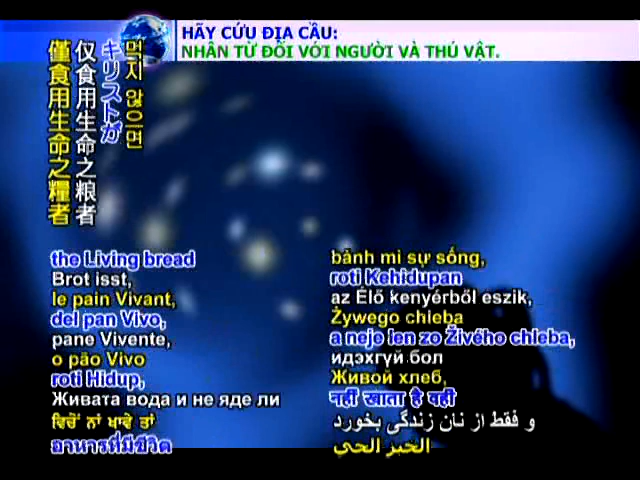 HÃY CỨU ĐỊA CẦU:
NHÂN TỪ ĐỐI VỚI NGƯỜI VÀ THÚ VẬT.
먹지 않으면
キリストが
仅食用生命之粮者
僅食用生命之糧者
the Living bread
Brot isst,
le pain Vivant,
del pan Vivo,
pane Vivente,
o pão Vivo
roti Hidup,
Живата вода и не яде ли
ਵਿਚੋਂ ਨਾਂ ਖਾਵੇ ਤਾਂ
อาหารที่มีชีวิต
bánh mì sự sống,
roti Kehidupan
az Élő kenyérből eszik,
Żywego chleba
a neje len zo Živého chleba,
идэхгүй бол
Живой хлеб,
नहीं खाता है वही
و فقط از نان زندگی بخورد
الخبز الحي